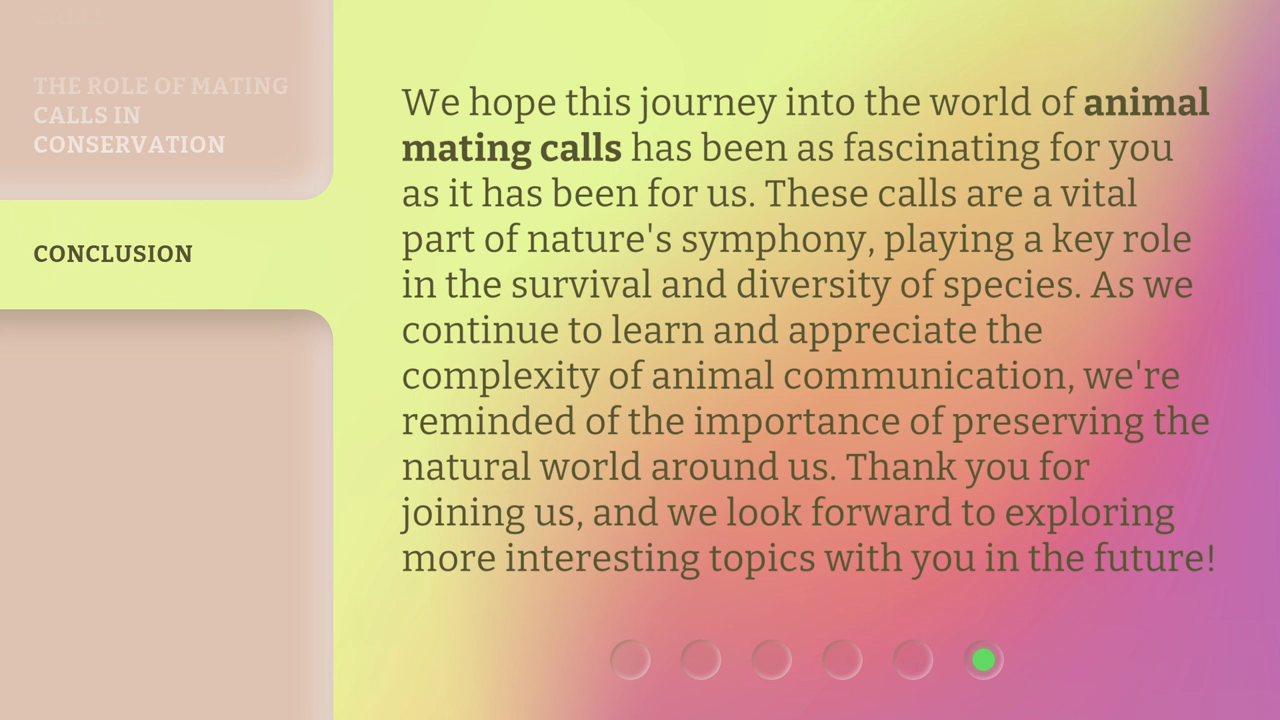 THE ROLE OF MATING
CALLS IN
CONSERVATION
CONCLUSION
We hope this journey into the world of animal
mating calls has been as fascinating for you
as it has been for us. These calls are a vital
part of nature's symphony, playing a key role
in the survival and diversity of species. As we
continue to learn and appreciate the
complexity of animal communication, we're
reminded of the importance of preserving the
natural world around us. Thank you for
joining us, and we look forward to exploring
more interesting topics with you in the future!